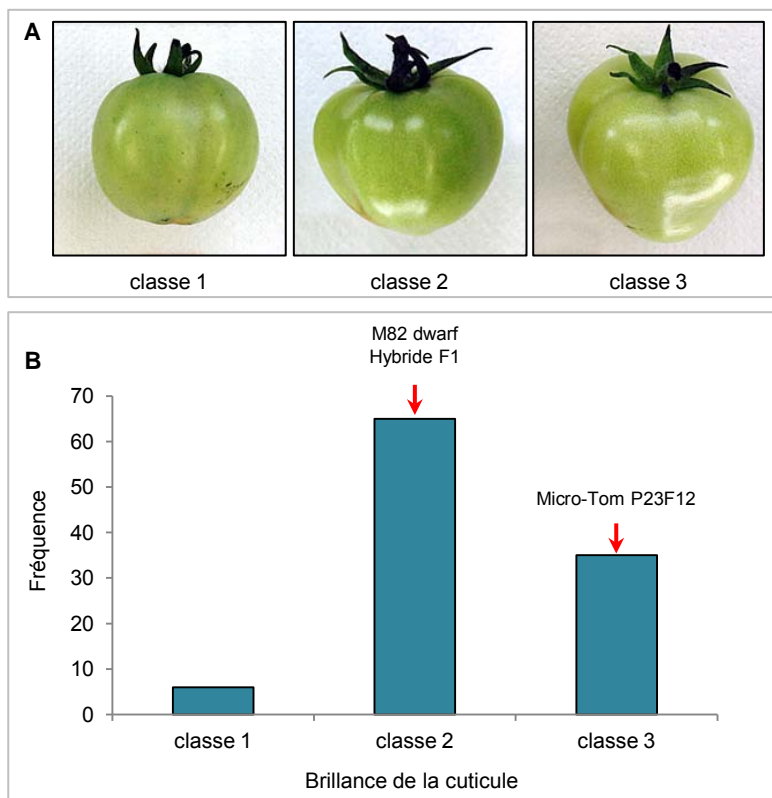 A
classe 1
classe 2
classe 3
B
M82 dwarf
Hybride F1
Micro-Tom P23F12
Fréquence
70
60
50
40
30
20
10
0
classe 1
classe 2
classe 3
Brillance de la cuticule